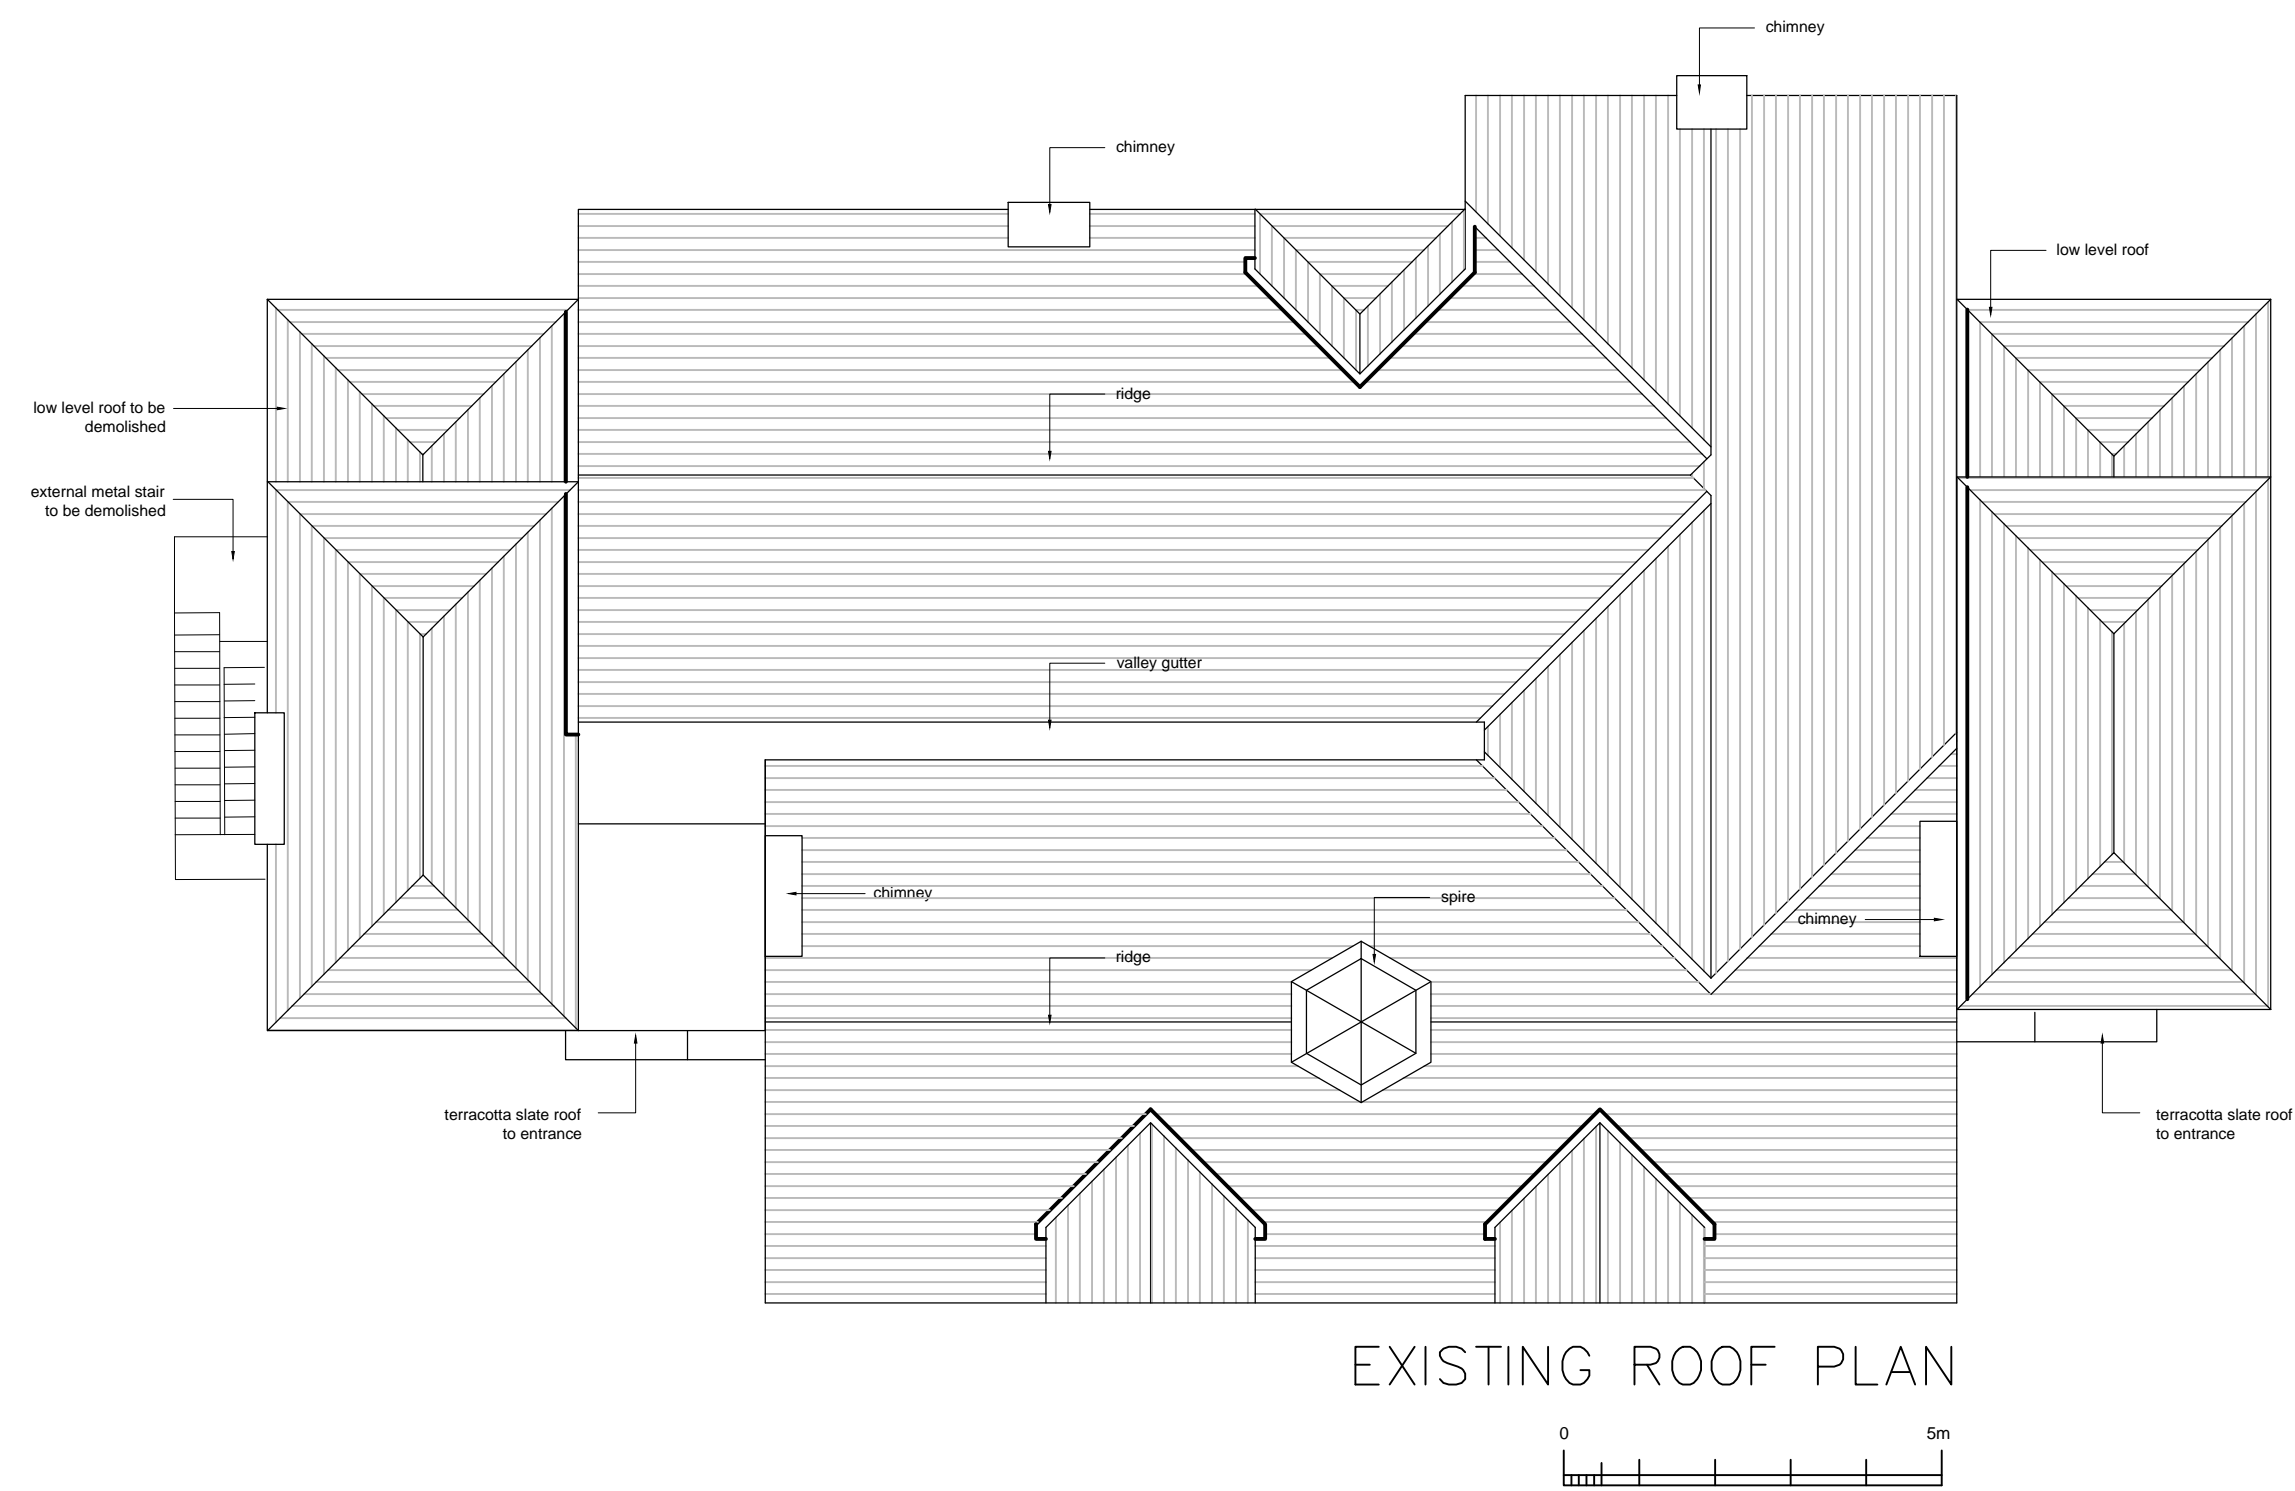 chimney
chimney
low level roof
ridge
low level roof to be
demolished
external metal stair
to be demolished
valley gutter
chimney
spire
chimney
ridge
terracotta slate roof
to entrance
terracotta slate roof
to entrance
EXISTING ROOF PLAN
0 5m